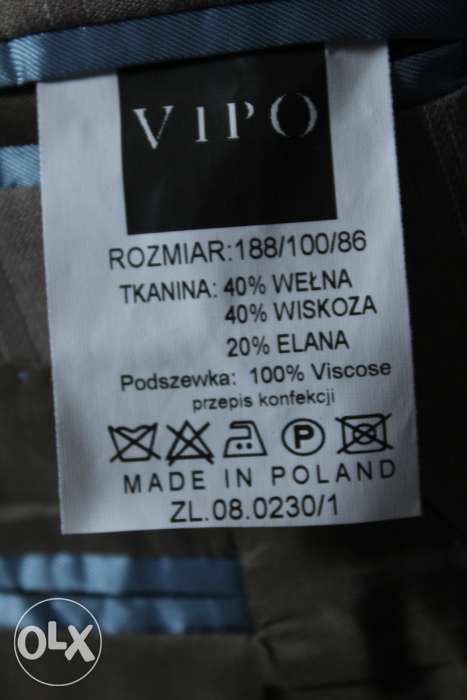 VIPO
ROZMIAR:188/100/86
TKANINA: 40% WEŁNA
40% WISKOZA
20% ELANA
Podszewka: 100% Viscose
przepis konfekcji
P
MADE IN POLAND
ZL.08.0230/1
OLX